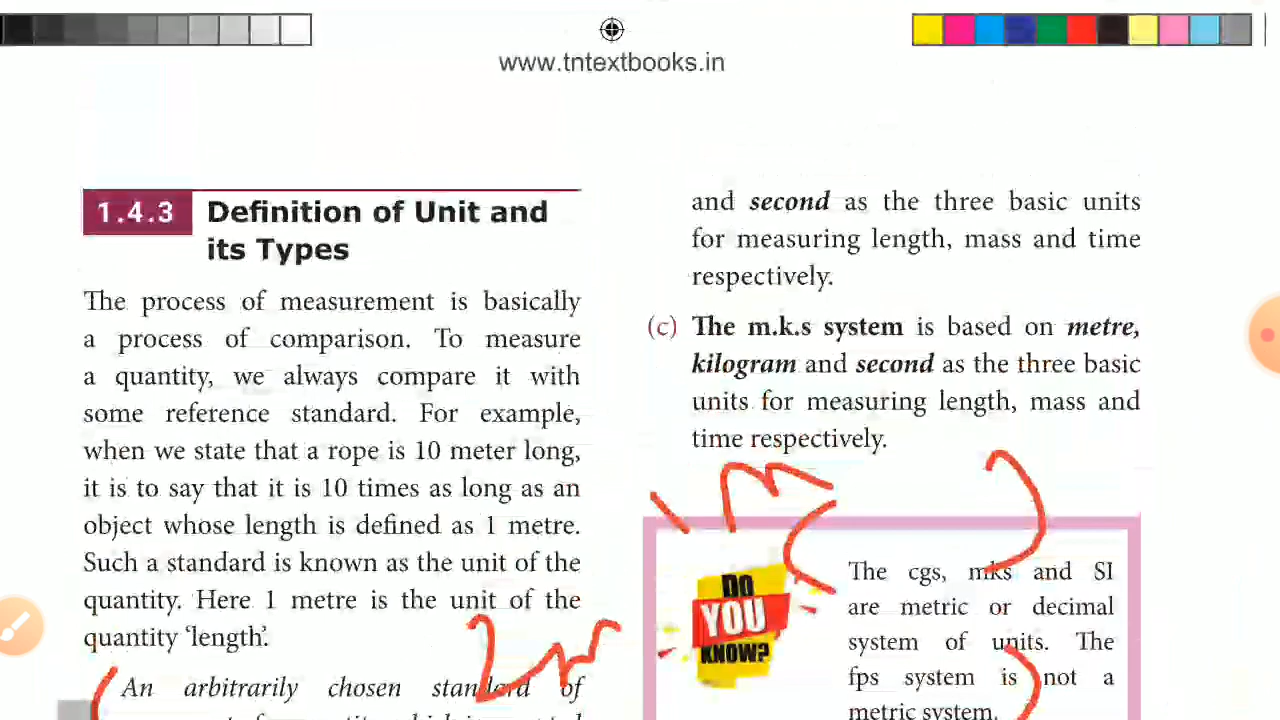 www.tntextbooks.in
1.4.3 Definition of Unit and
its Types
The process of measurement is basically
a process of comparison. To measure
a quantity, we always compare it with
some reference standard. For example,
when we state that a rope is 10 meter long,
it is to say that it is 10 times as long as an
object whose length is defined as 1 metre.
Such a standard is known as the unit of the
quantity. Here 1 metre is the unit of the
quantity ‘length’.
An arbitrarily chosen standard of
and second as the three basic units
for measuring length, mass and time
respectively.
(c) The m.k.s system is based on metre,
kilogram and second as the three basic
units for measuring length, mass and
time respectively.
1m
2m
DO
YOU
KNOW?
The cgs, mks and SI
are metric or decimal
system of units. The
fps system is not a
metric system.